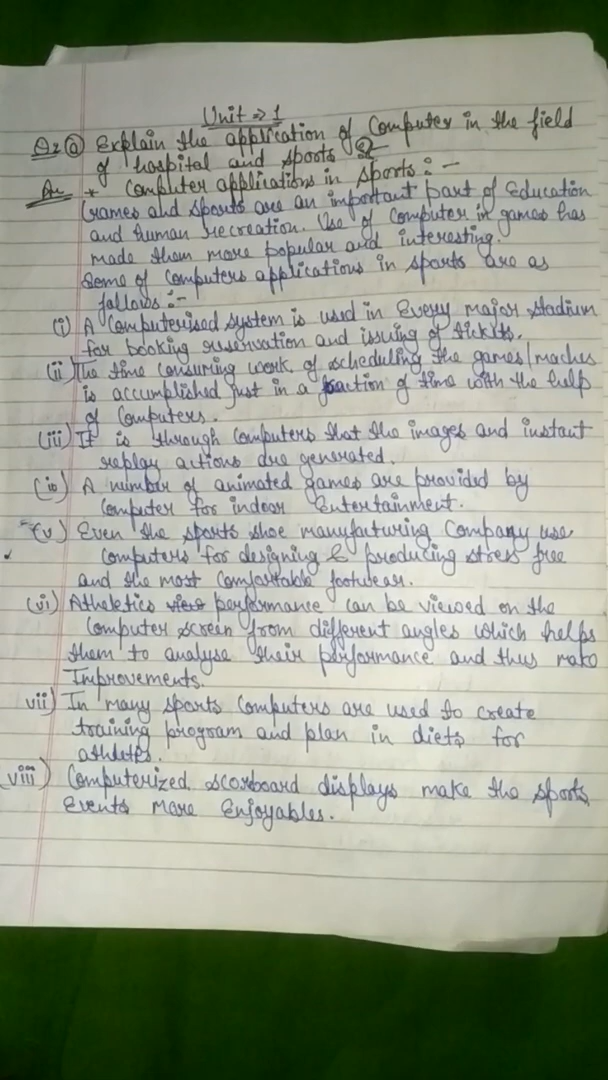 Unit ⇒ 1
Q2 @ Explain the application of Computer in the field
of hospital and sports Q
An * Computer applications in sports :-
Games and sports are an important part of Education
and human recreation. Use of Computer in games has
made them more popular and interesting.
Some of Computers applications in sports are as
follows :-
(i) A Computerised system is used in Every major Stadium
for booking reservation and issuing of tickits.
(ii) The time consuming work of scheduling the games/maches
is accumplished just in a fraction of time with the help
of Computers.
(iii) It is through Computers that the images and instant
replay actions are generated.
(iv) A number of animated games are provided by
Computer for indoor Entertainment.
(v) Even the sports shoe manufuturing Company use
Computers for designing & producing stress free
and the most Comfortable footwear.
(vi) Atheletics performance can be viewed on the
Computer screen from different angles which helps
them to analyse their performance and thus make
Improvements.
vii) In many sports Computers are used to create
training program and plan in diets for
athletes.
viii) Computerized scorboard displays make the sports
Events more Enjoyables.